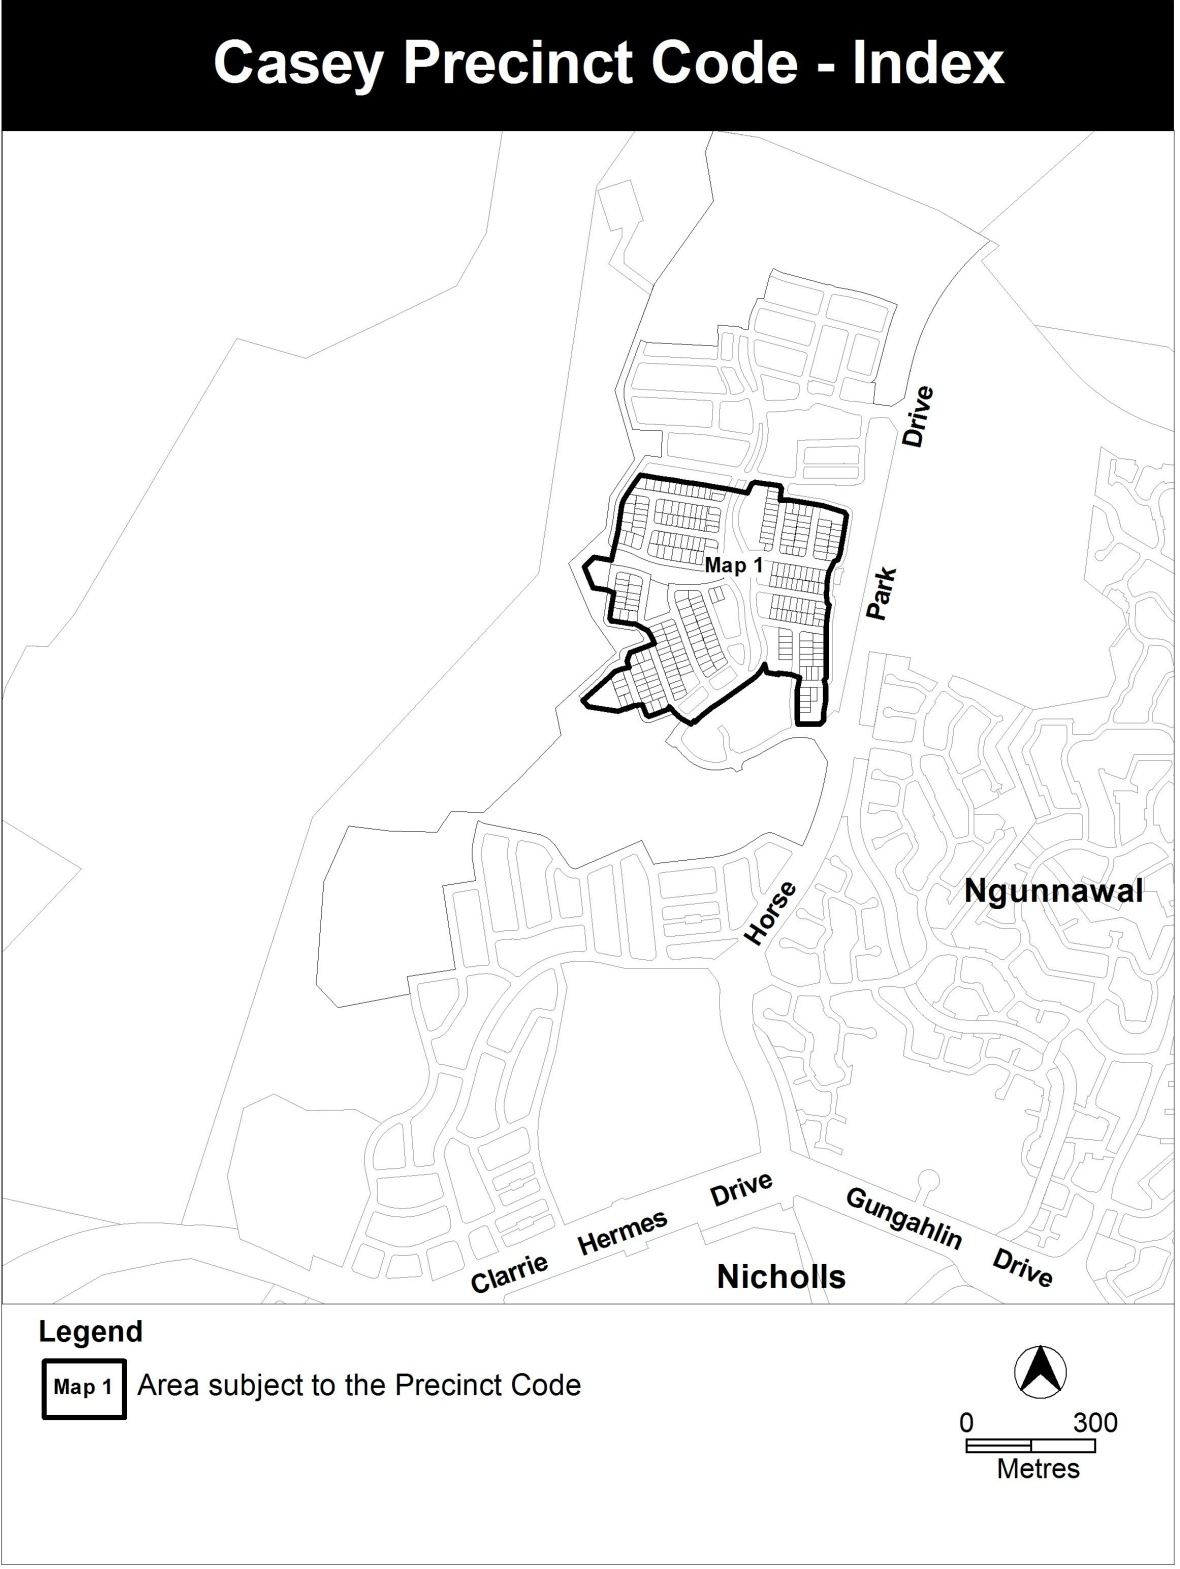 Casey Precinct Code - Index
Drive
Map 1
Park
Horse
Ngunnawal
Clarrie Hermes Drive
Gungahlin Drive
Nicholls
Legend
Map 1 Area subject to the Precinct Code
0 300
Metres